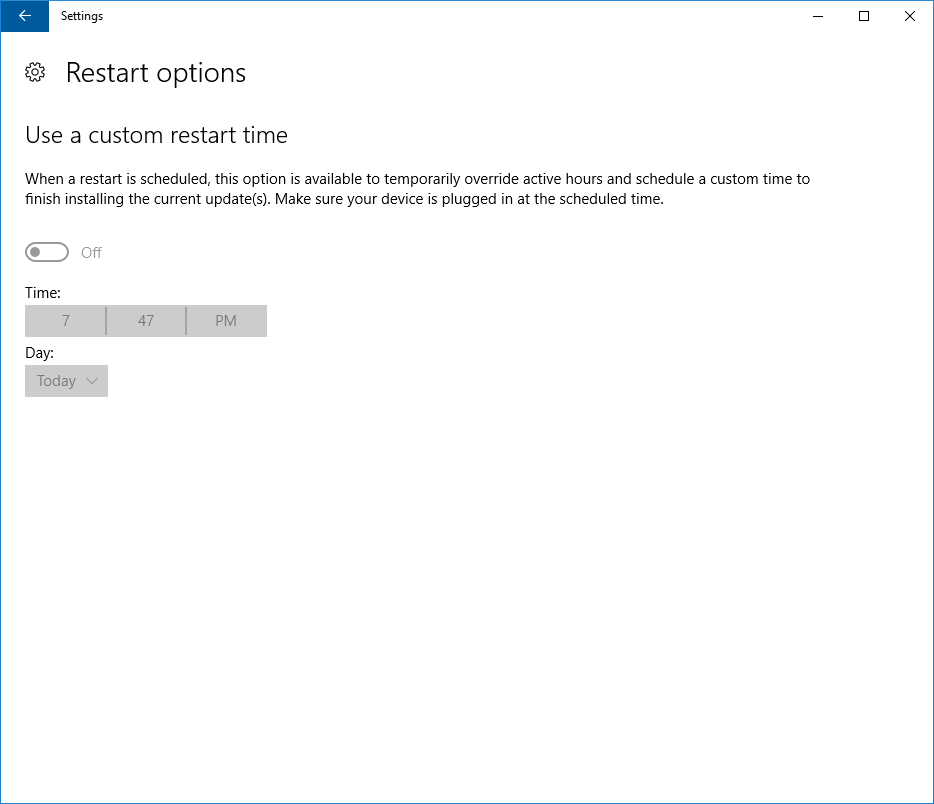 Settings
Restart options
Use a custom restart time
When a restart is scheduled, this option is available to temporarily override active hours and schedule a custom time to
finish installing the current update(s). Make sure your device is plugged in at the scheduled time.
Off
Time:
7 47 PM
Day:
Today